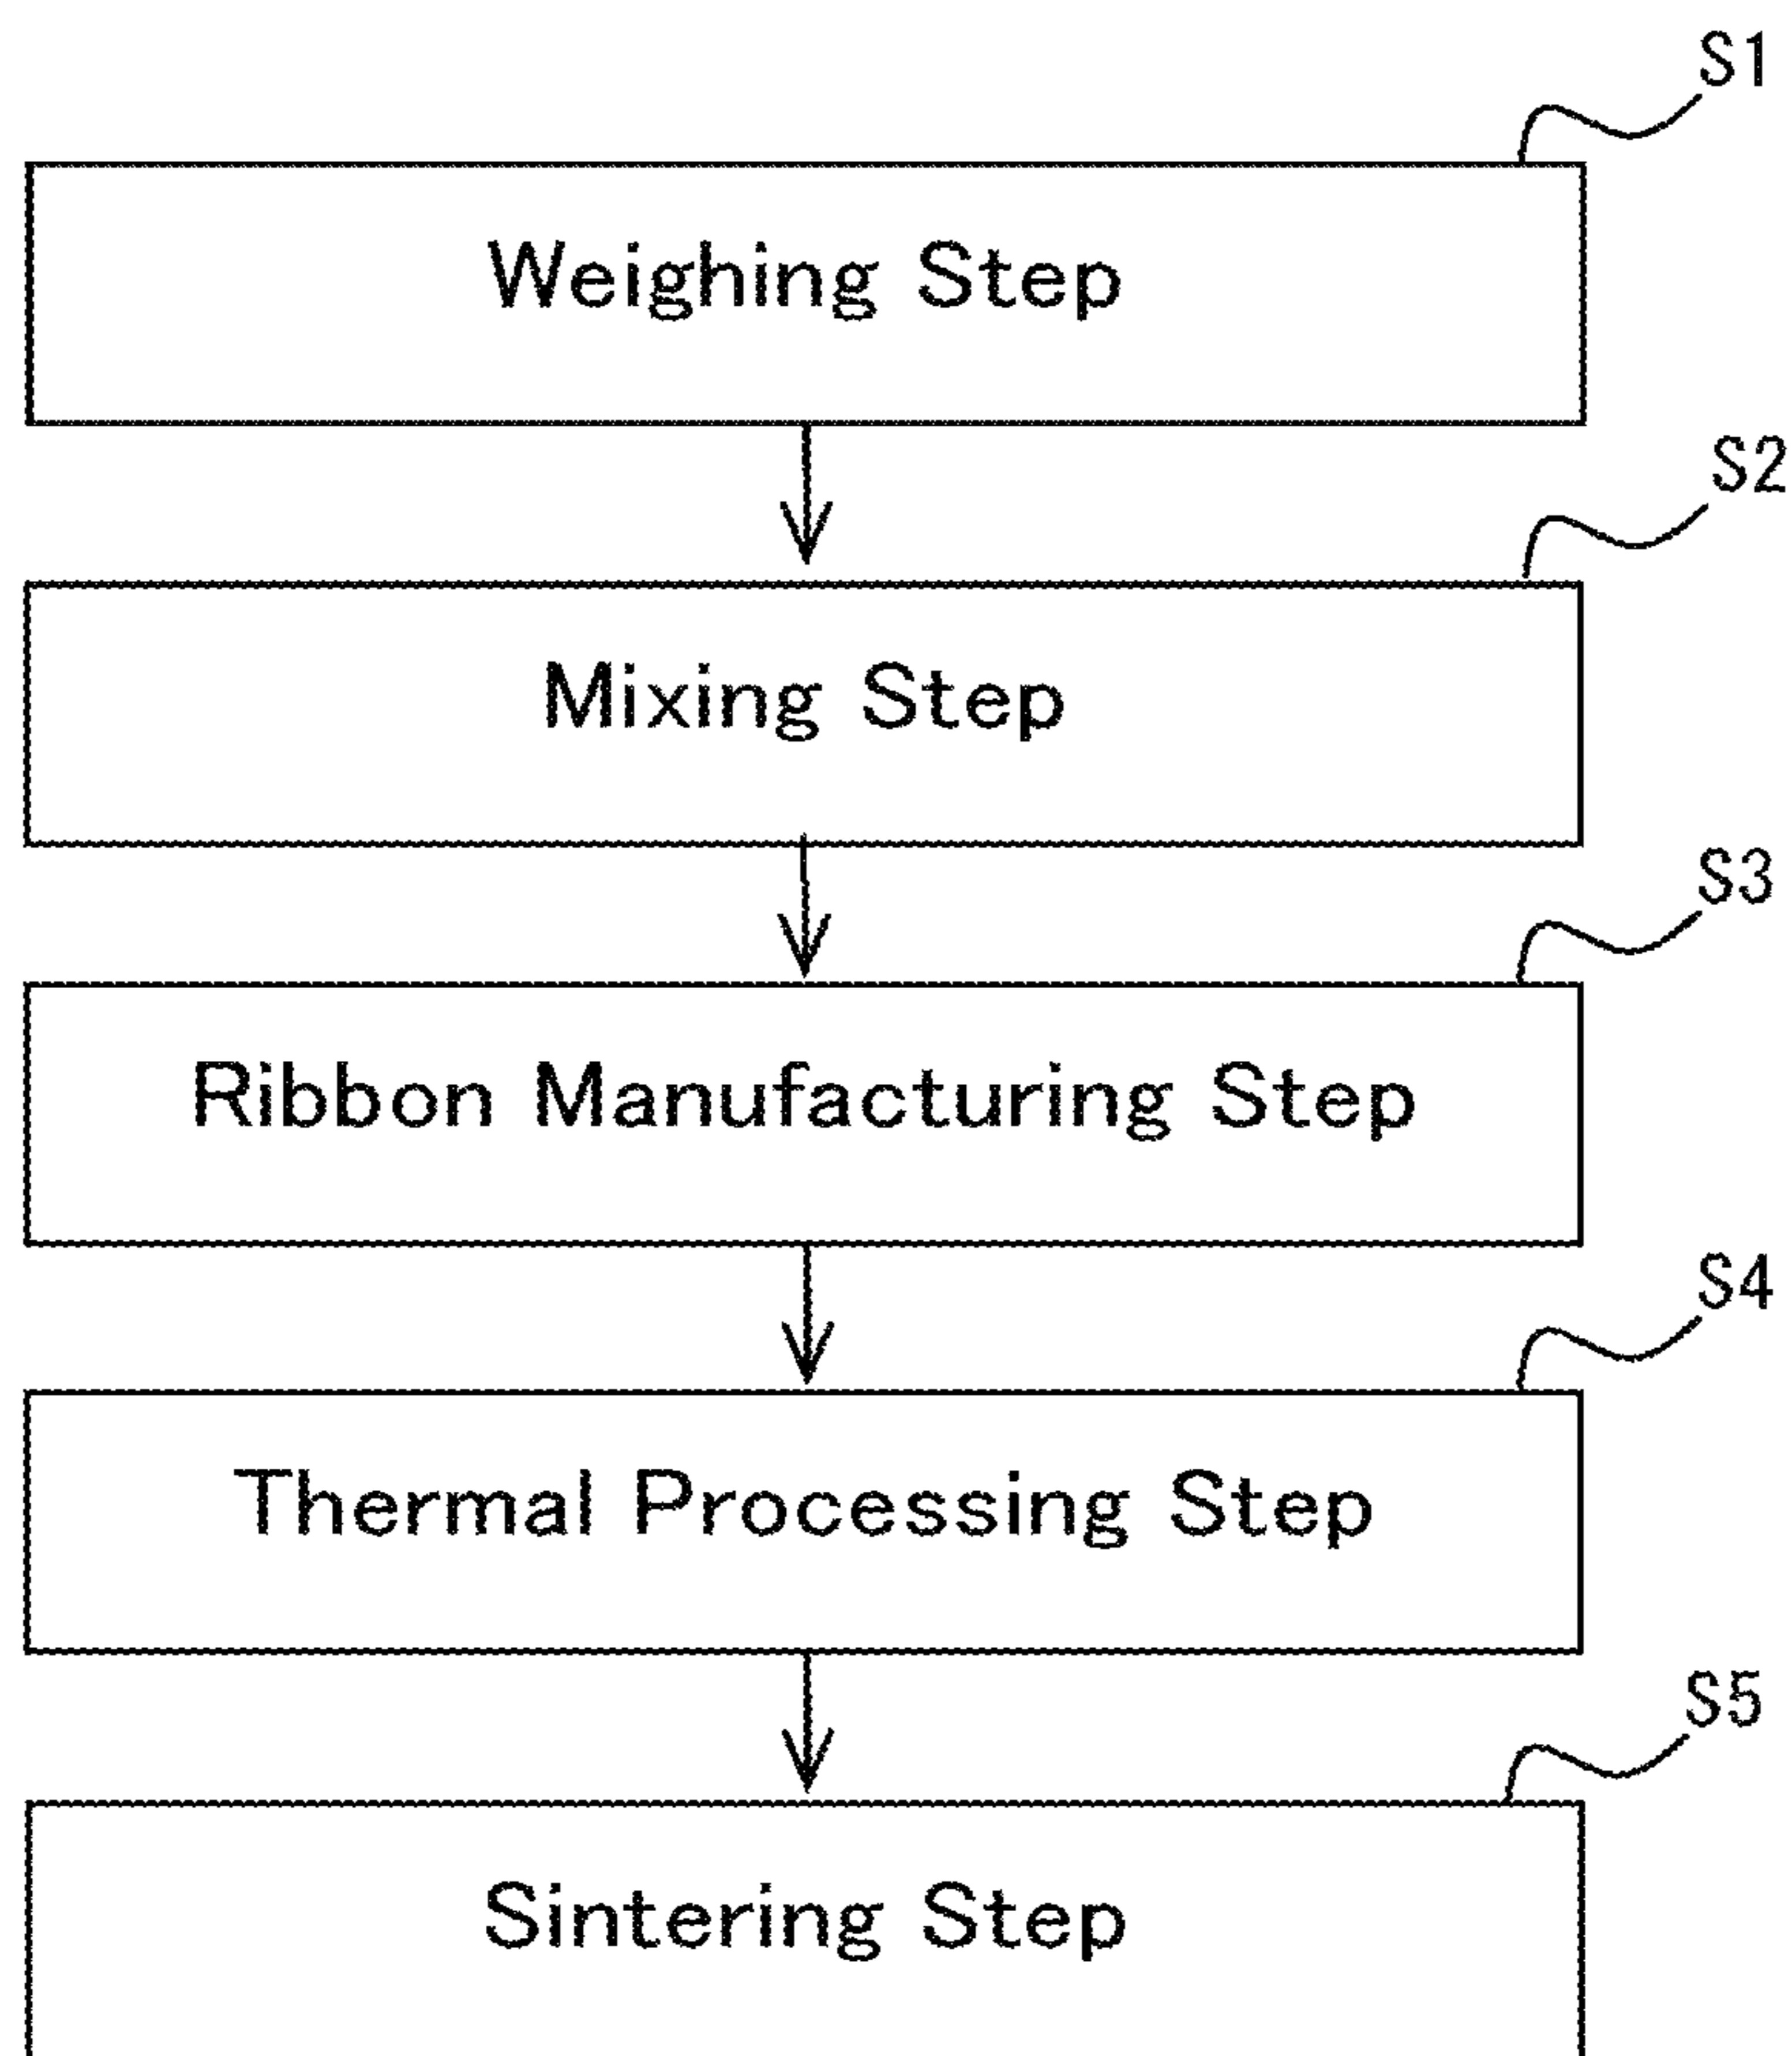 S1
Weighing Step
S2
Mixing Step
S3
Ribbon Manufacturing Step
S4
Thermal Processing Step
S5
Sintering Step